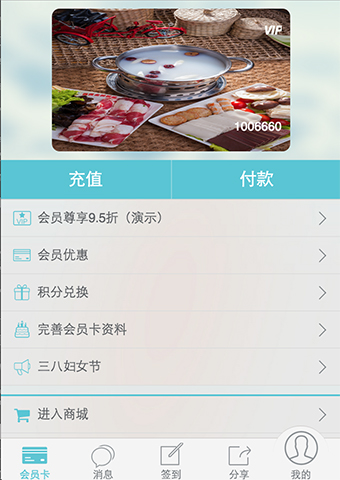 VIP
1006660
充值
付款
VIP
会员尊享9.5折（演示）
会员优惠
积分兑换
完善会员卡资料
三八妇女节
进入商城
会员卡
消息
签到
分享
我的